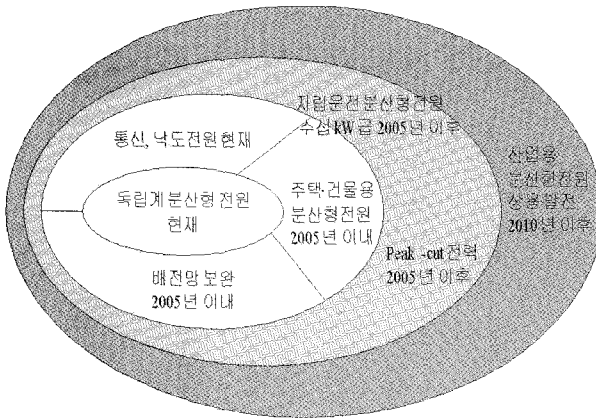 통신, 낙도전원현재
독립계 분산형 전원
현재
배전망 보완
2005년 이내
주택·건물용
분산형전원
2005년 이내
자립운전분산형전원
수십kW급 2005년 이후
Peak -cut 전력
2005년 이후
산업용
분산형전원
상용발전
2010년 이후